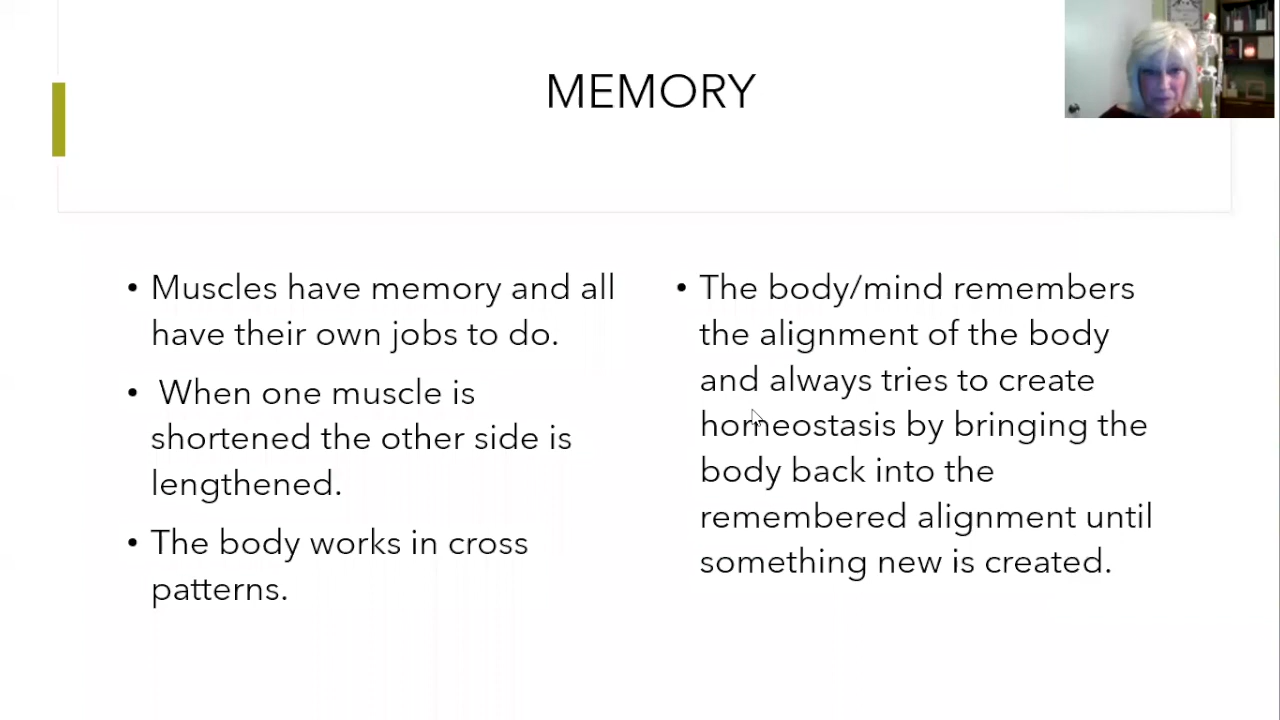 MEMORY
• Muscles have memory and all
have their own jobs to do.
• When one muscle is
shortened the other side is
lengthened.
• The body works in cross
patterns.
• The body/mind remembers
the alignment of the body
and always tries to create
homeostasis by bringing the
body back into the
remembered alignment until
something new is created.